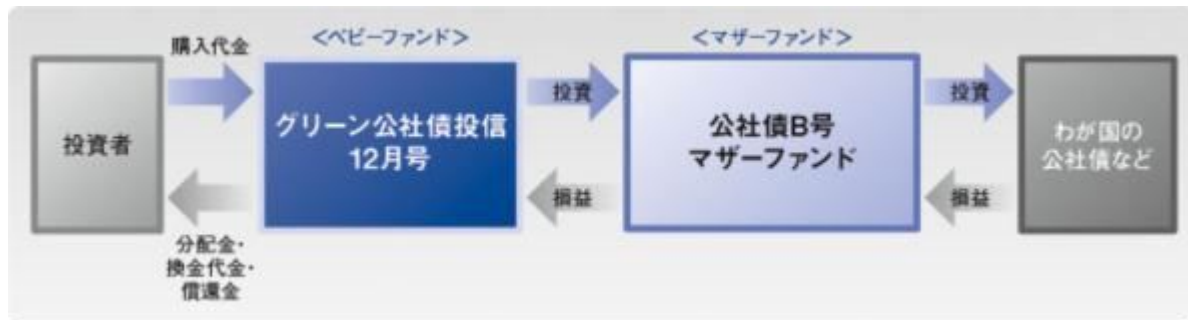 購入代金
<ベビーファンド>
<マザーファンド>
投資者
グリーン公社債投信
12月号
投資
公社債B号
マザーファンド
投資
わが国の
公社債など
損益
損益
分配金・
換金代金・
償還金